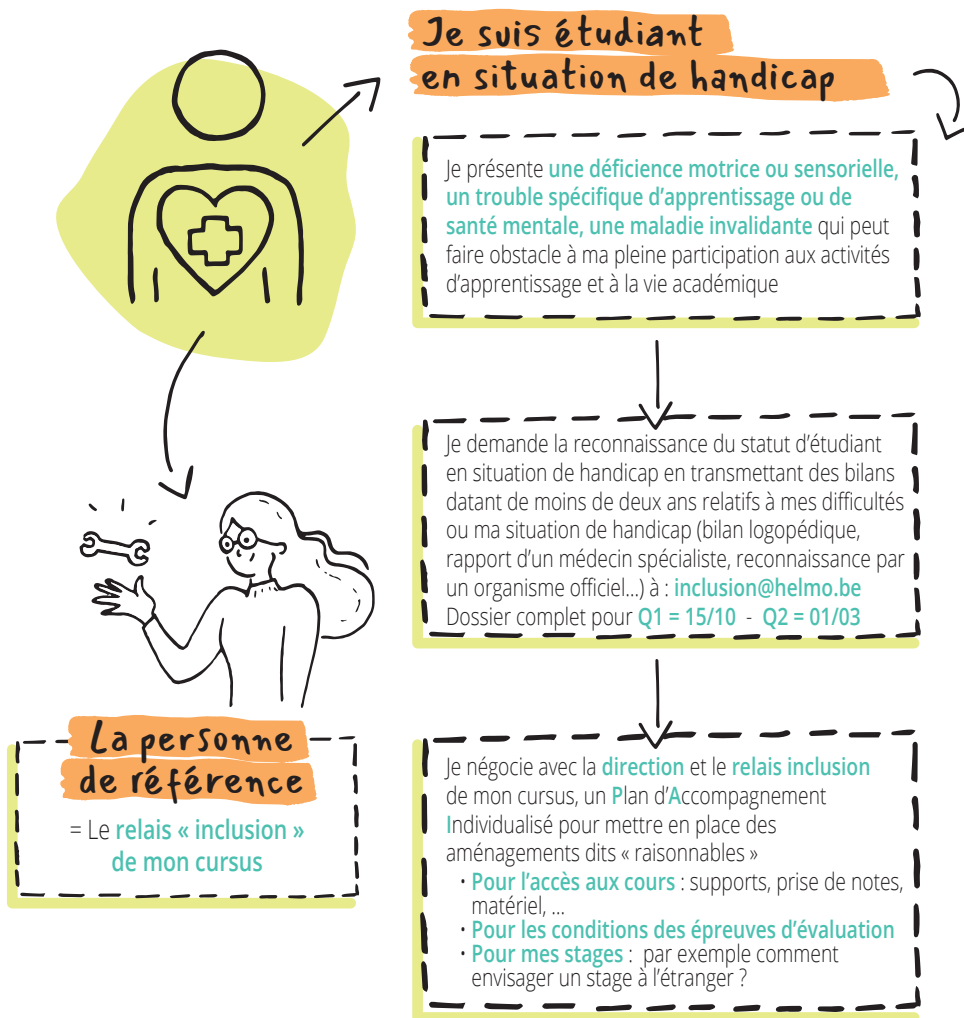 Je suis étudiant
en situation de handicap
Je présente une déficience motrice ou sensorielle,
un trouble spécifique d'apprentissage ou de
santé mentale, une maladie invalidante qui peut
faire obstacle à ma pleine participation aux activités
d'apprentissage et à la vie académique
Je demande la reconnaissance du statut d'étudiant
en situation de handicap en transmettant des bilans
datant de moins de deux ans relatifs à mes difficultés
ou ma situation de handicap (bilan logopédique,
rapport d'un médecin spécialiste, reconnaissance par
un organisme officiel...) à : inclusion@helmo.be
Dossier complet pour Q1 = 15/10 - Q2 = 01/03
La personne
de référence
= Le relais « inclusion »
de mon cursus
Je négocie avec la direction et le relais inclusion
de mon cursus, un Plan d'Accompagnement
Individualisé pour mettre en place des
aménagements dits « raisonnables »
• Pour l'accès aux cours : supports, prise de notes,
matériel, ...
• Pour les conditions des épreuves d'évaluation
• Pour mes stages : par exemple comment
envisager un stage à l'étranger ?